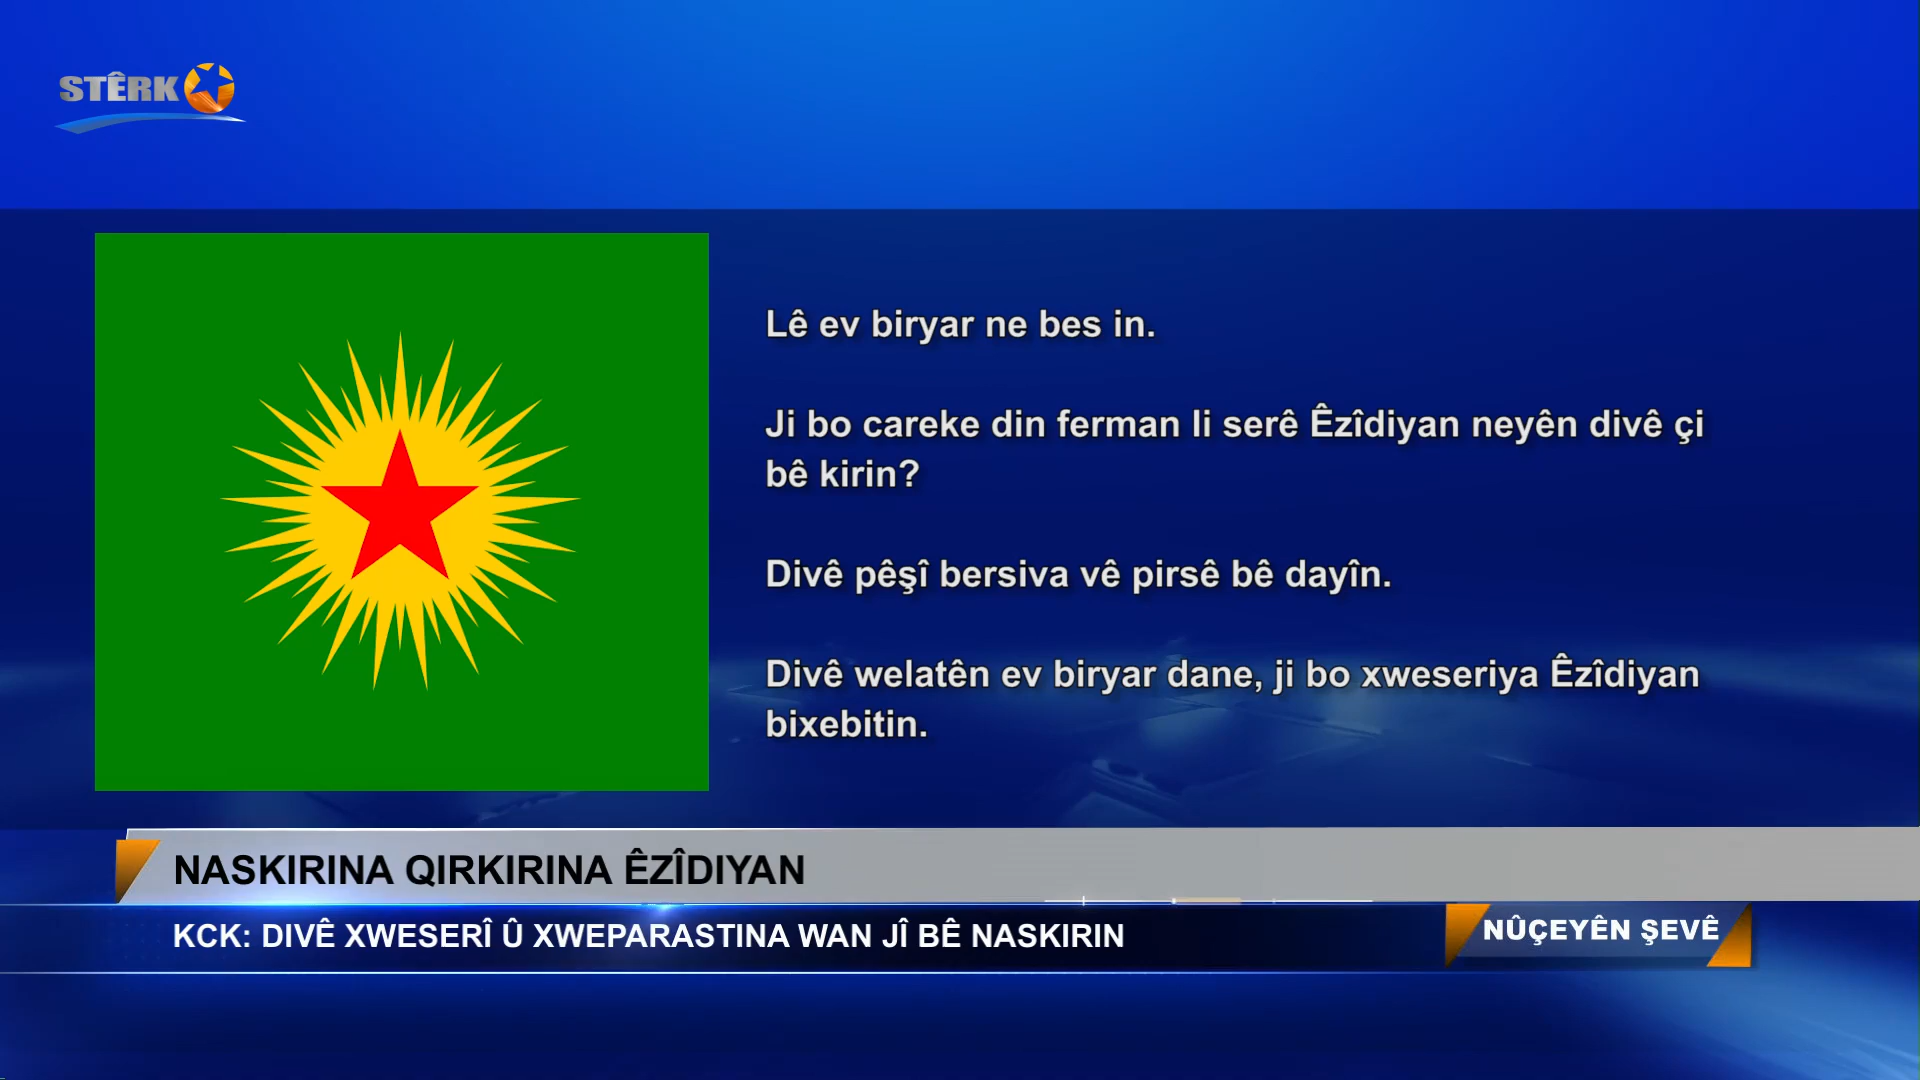 STÊRK
Lê ev biryar ne bes in.
Ji bo careke din ferman li serê Êzîdiyan neyên divê çi
bê kirin?
Divê pêşî bersiva vê pirsê bê dayîn.
Divê welatên ev biryar dane, ji bo xweseriya Êzîdiyan
bixebitin.
NASKIRINA QIRKIRINA ÊZÎDIYAN
KCK: DIVÊ XWESERÎ Û XWEPARASTINA WAN JÎ BÊ NASKIRIN
NÛÇEYÊN ŞEVÊ